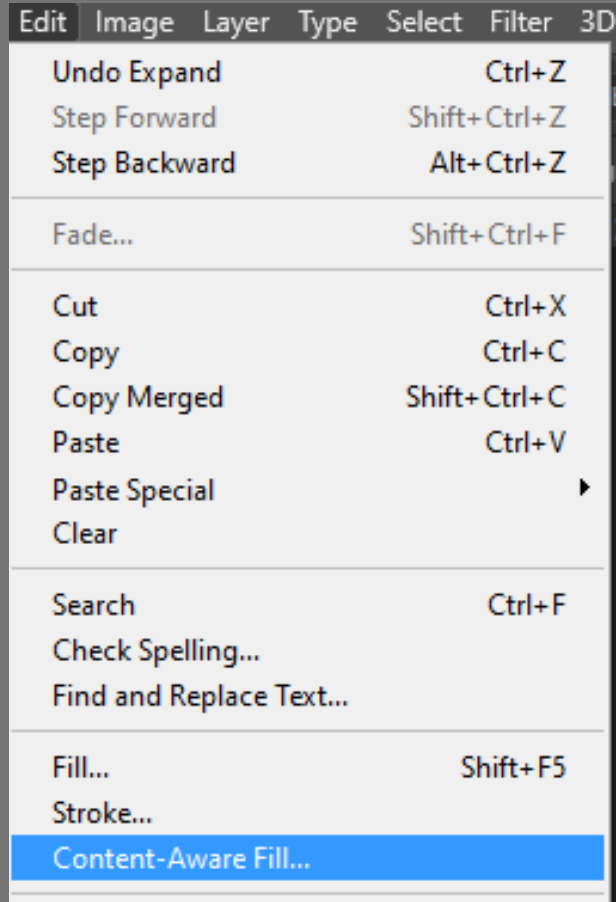 Edit Image Layer Type Select Filter 3D
Undo Expand Ctrl+Z
Step Forward Shift+Ctrl+Z
Step Backward Alt+Ctrl+Z
Fade... Shift+Ctrl+F
Cut Ctrl+X
Copy Ctrl+C
Copy Merged Shift+Ctrl+C
Paste Ctrl+V
Paste Special
Clear
Search Ctrl+F
Check Spelling...
Find and Replace Text...
Fill... Shift+F5
Stroke...
Content-Aware Fill...